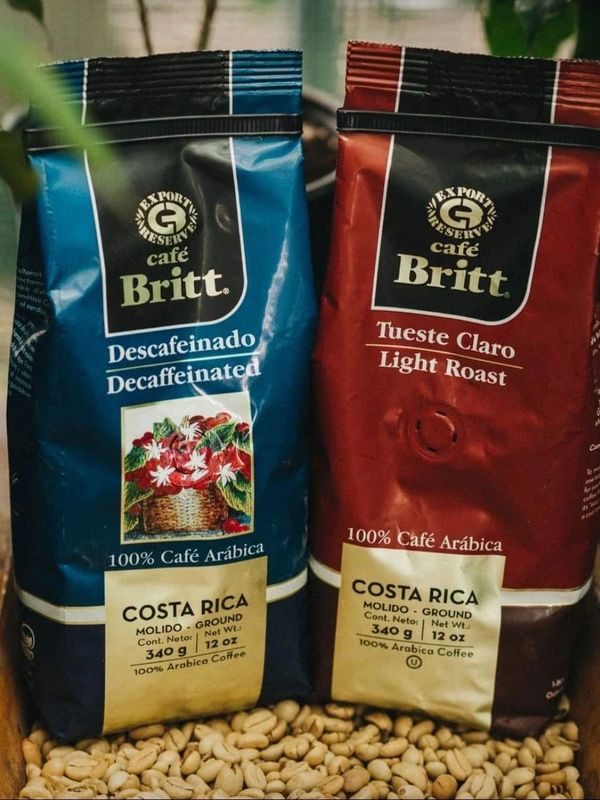 EXPORT
RESERVE
café
Britt®
Descafeinado
Decaffeinated
100% Café Arábica
COSTA RICA
MOLIDO - GROUND
Cont. Neto: Net Wt.:
340 g 12 oz
100% Arabica Coffee
EXPORT
RESERVE
café
Britt®
Tueste Claro
Light Roast
100% Café Arábica
COSTA RICA
MOLIDO - GROUND
Cont. Neto: Net Wt.:
340 g 12 oz
100% Arabica Coffee
U